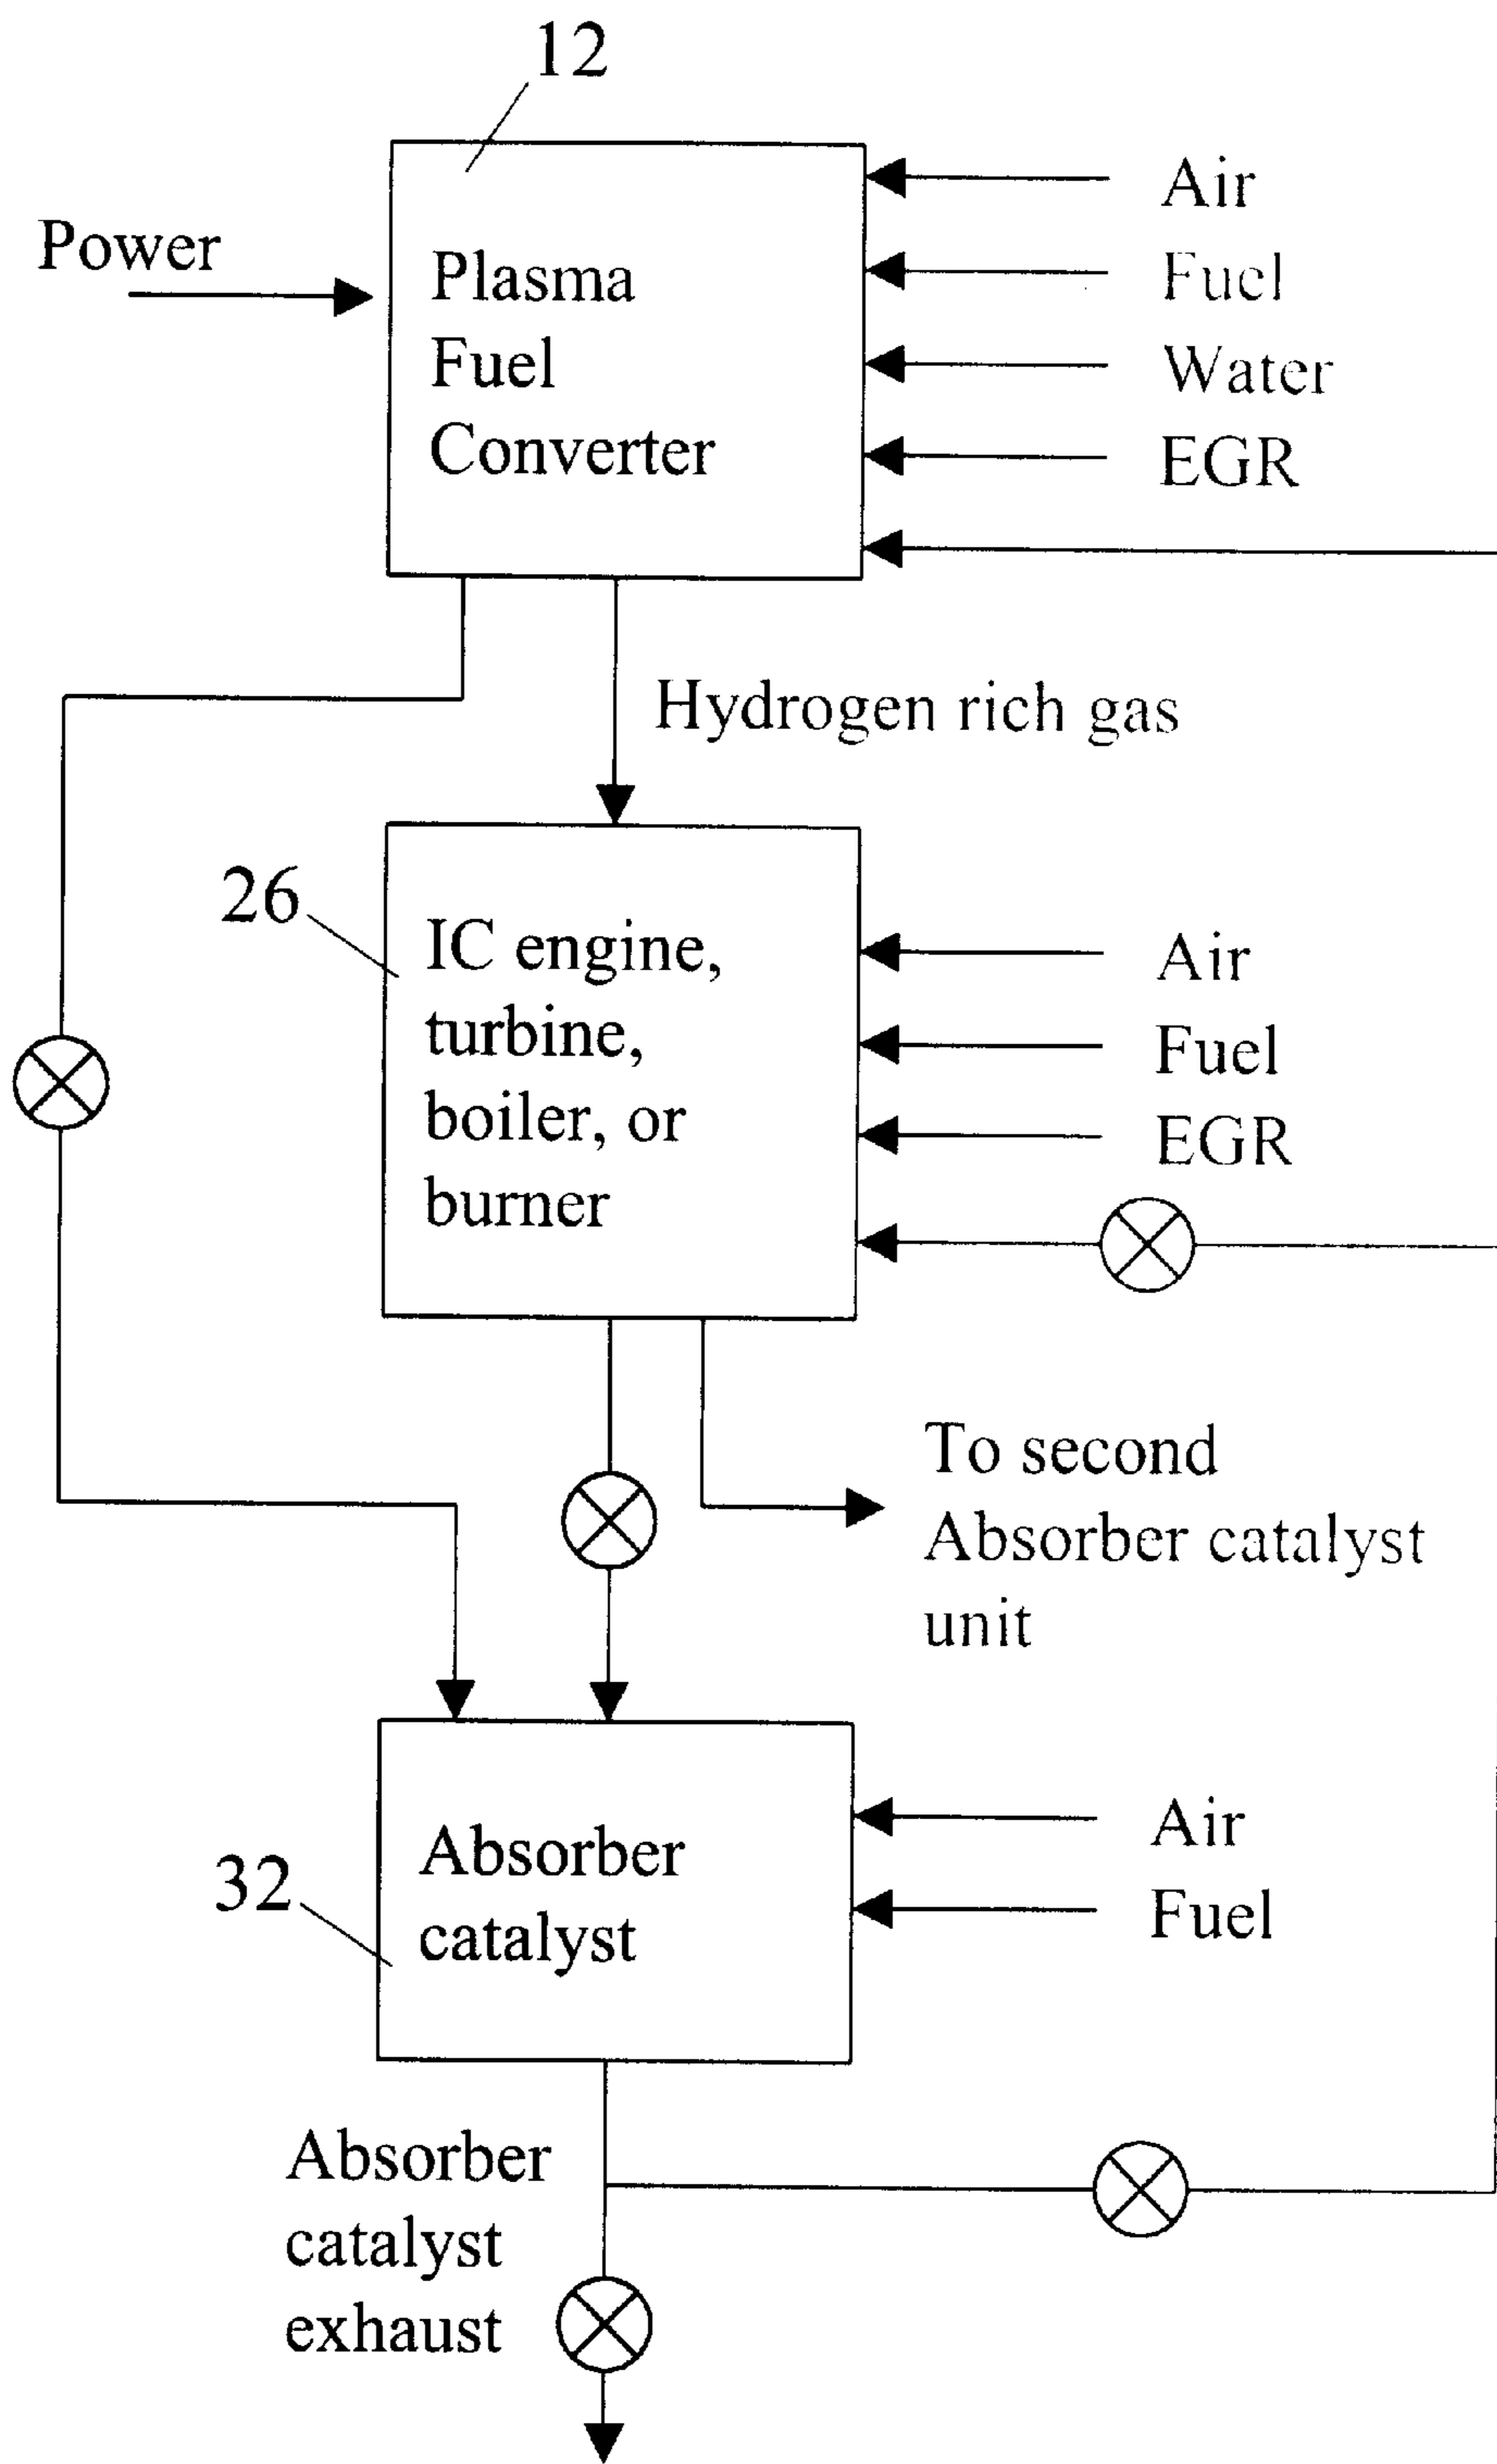 12
Power
Plasma
Fuel
Converter
Air
Fuel
Water
EGR
Hydrogen rich gas
26
IC engine,
turbine,
boiler, or
burner
Air
Fuel
EGR
To second
Absorber catalyst
unit
32
Absorber
catalyst
Air
Fuel
Absorber
catalyst
exhaust